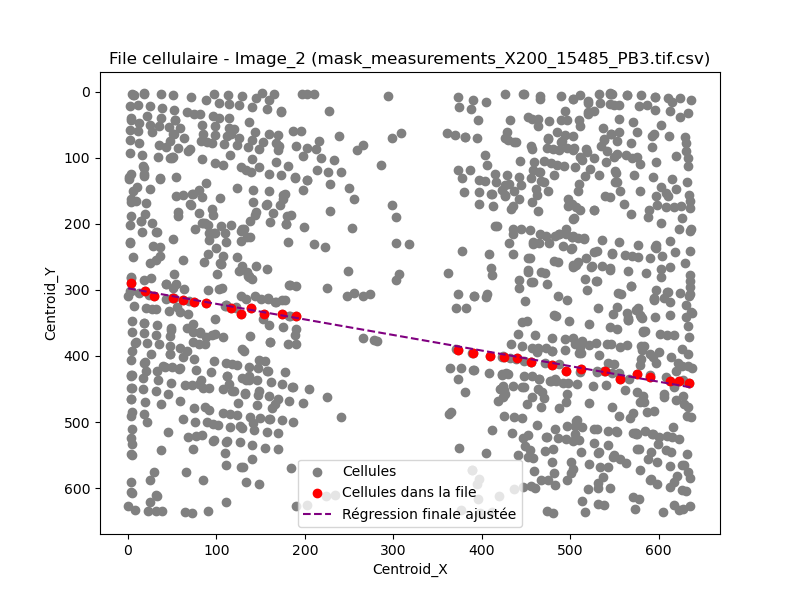 File cellulaire - Image_2 (mask_measurements_X200_15485_PB3.tif.csv)
0
100
200
300
400
500
600
Centroid_Y
Cellules
Cellules dans la file
Régression finale ajustée
0 100 200 300 400 500 600
Centroid_X